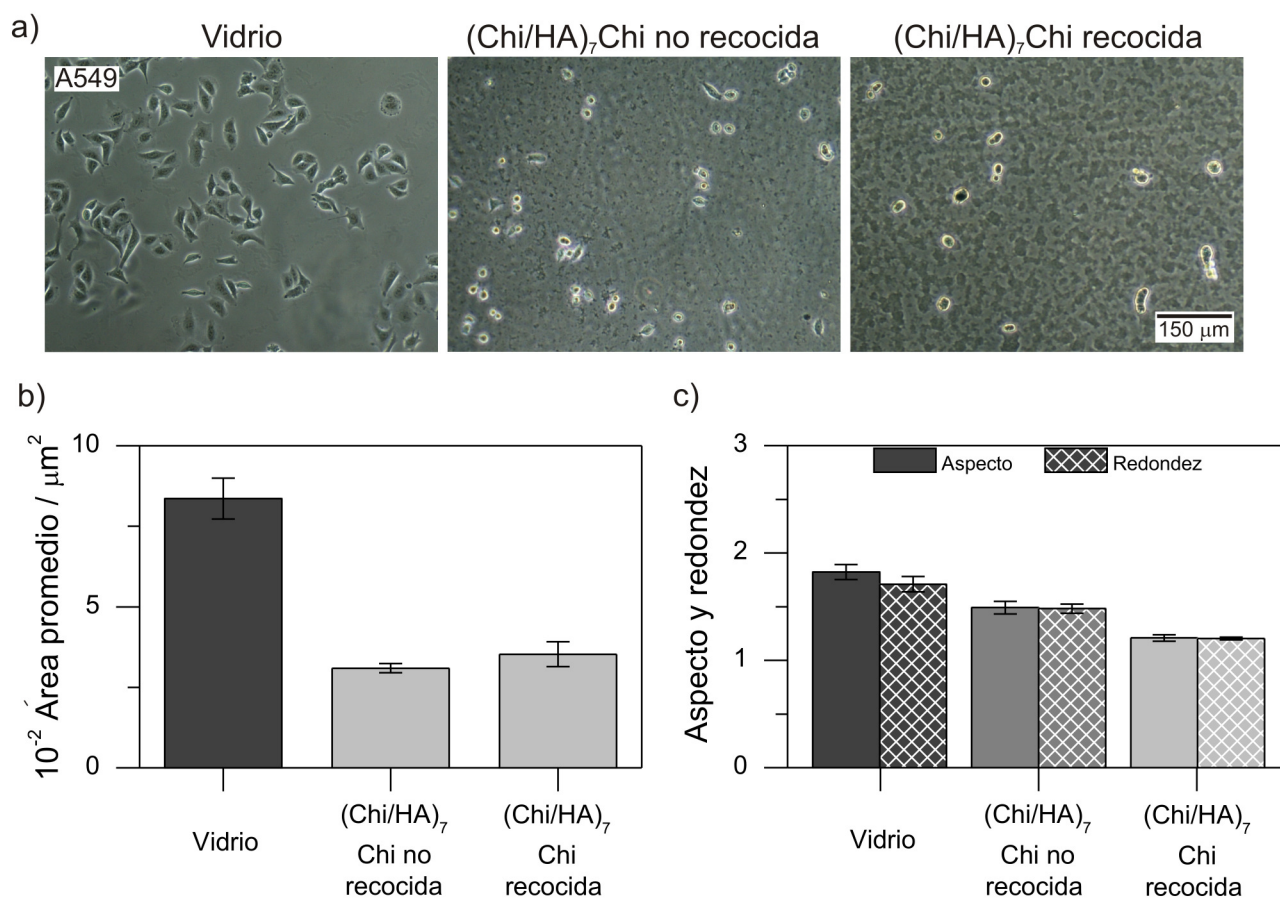 a)
Vidrio
(Chi/HA)₇Chi no recocida
(Chi/HA)₇Chi recocida
A549
150 μm
b)
10⁻² Área promedio / μm²
10
5
0
Vidrio
(Chi/HA)₇
Chi no
recocida
(Chi/HA)₇
Chi
recocida
c)
Aspecto y redondez
3
2
1
0
Aspecto
Redondez
Vidrio
(Chi/HA)₇
Chi no
recocida
(Chi/HA)₇
Chi
recocida